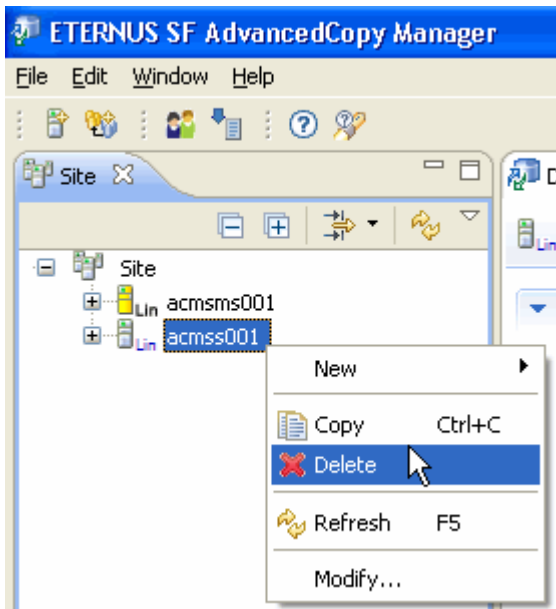 ETERNUS SF AdvancedCopy Manager
File Edit Window Help
Site
Lin
Site
Lin acmsms001
Lin acmss001
New
Copy Ctrl+C
Delete
Refresh F5
Modify...